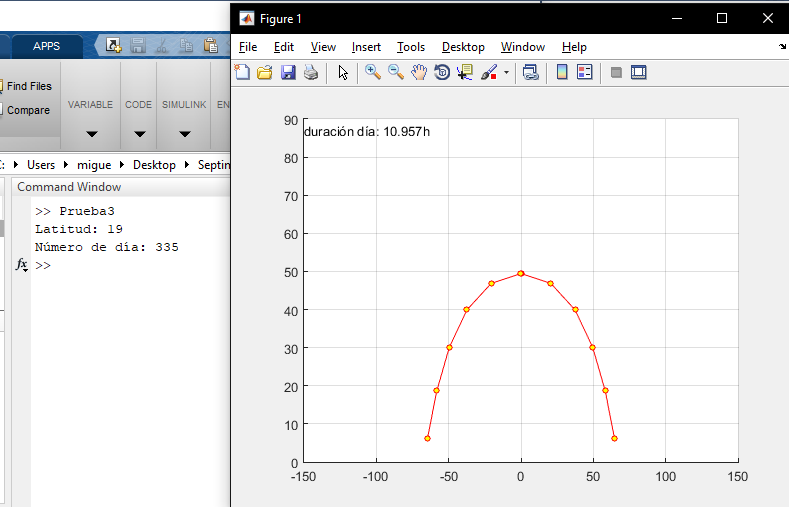 APPS
Find Files
Compare
VARIABLE
CODE
SIMULINK
EN
C: Users migue Desktop Septin
Command Window
>> Prueba3
Latitud: 19
Número de día: 335
fx >>
Figure 1
File Edit View Insert Tools Desktop Window Help
duración día: 10.957h
90
80
70
60
50
40
30
20
10
0
-150 -100 -50 0 50 100 150